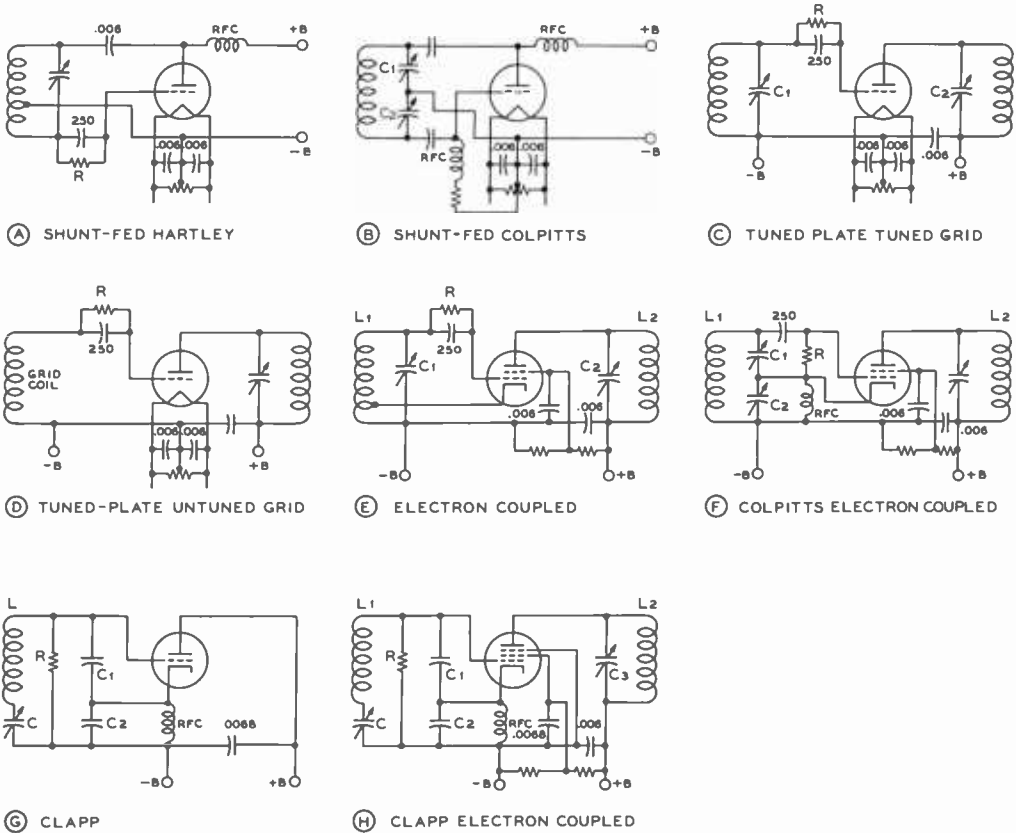 .006
RFC
+B
250
R
.006 .006
-B
A SHUNT-FED HARTLEY
RFC
+B
C1
C2
RFC
.006 .006
-B
B SHUNT-FED COLPITTS
R
250
C1
C2
.006 .006
.006
-B
+B
C TUNED PLATE TUNED GRID
R
250
GRID
COIL
.006 .006
-B
+B
D TUNED-PLATE UNTUNED GRID
L1
R
L2
250
C1
C2
.006
.006
-B
+B
E ELECTRON COUPLED
L1
250
L2
C1
R
C2
RFC
.006
.006
-B
+B
F COLPITTS ELECTRON COUPLED
L
R
C1
C
C2
RFC
.0068
-B
+B
G CLAPP
L1
L2
R
C1
C3
C
C2
RFC
.0068
.006
-B
+B
H CLAPP ELECTRON COUPLED